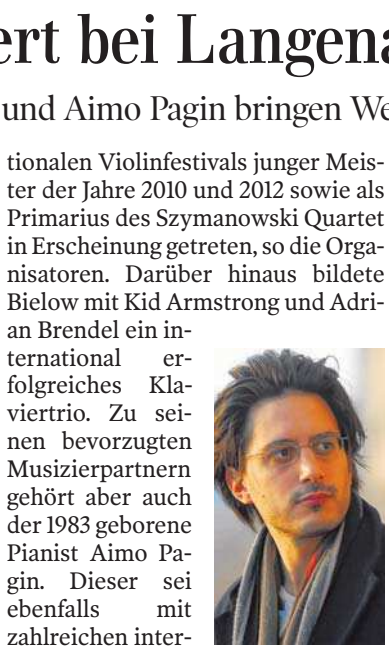 ert bei Langena
und Aimo Pagin bringen We
tionalen Violinfestivals junger Meis-
ter der Jahre 2010 und 2012 sowie als
Primarius des Szymanowski Quartet
in Erscheinung getreten, so die Orga-
nisatoren. Darüber hinaus bildete
Bielow mit Kid Armstrong und Adri-
an Brendel ein in-
ternational er-
folgreiches Kla-
viertrio. Zu sei-
nen bevorzugten
Musizierpartnern
gehört aber auch
der 1983 geborene
Pianist Aimo Pa-
gin. Dieser sei
ebenfalls mit
zahlreichen inter-